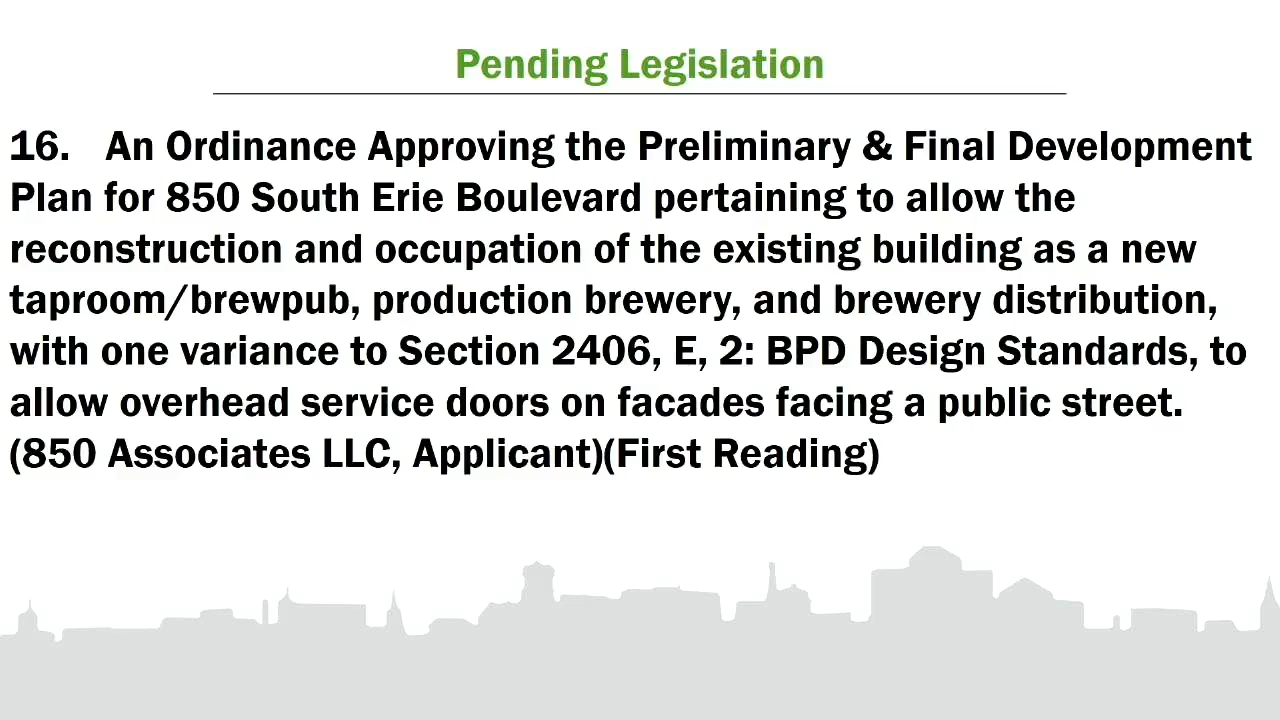 Pending Legislation
16. An Ordinance Approving the Preliminary & Final Development
Plan for 850 South Erie Boulevard pertaining to allow the
reconstruction and occupation of the existing building as a new
taproom/brewpub, production brewery, and brewery distribution,
with one variance to Section 2406, E, 2: BPD Design Standards, to
allow overhead service doors on facades facing a public street.
(850 Associates LLC, Applicant)(First Reading)